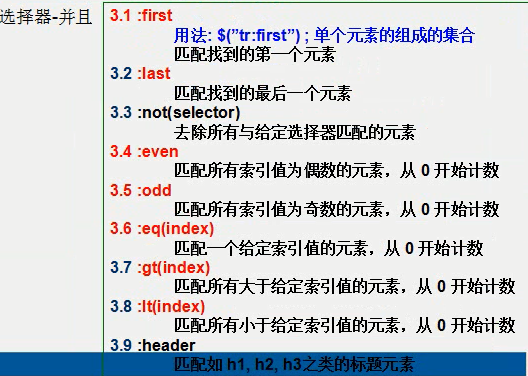 选择器-并且
3.1 :first
用法: $("tr:first") ; 单个元素的组成的集合
匹配找到的第一个元素
3.2 :last
匹配找到的最后一个元素
3.3 :not(selector)
去除所有与给定选择器匹配的元素
3.4 :even
匹配所有索引值为偶数的元素，从 0 开始计数
3.5 :odd
匹配所有索引值为奇数的元素，从 0 开始计数
3.6 :eq(index)
匹配一个给定索引值的元素，从 0 开始计数
3.7 :gt(index)
匹配所有大于给定索引值的元素，从 0 开始计数
3.8 :lt(index)
匹配所有小于给定索引值的元素，从 0 开始计数
3.9 :header
匹配如 h1, h2, h3之类的标题元素